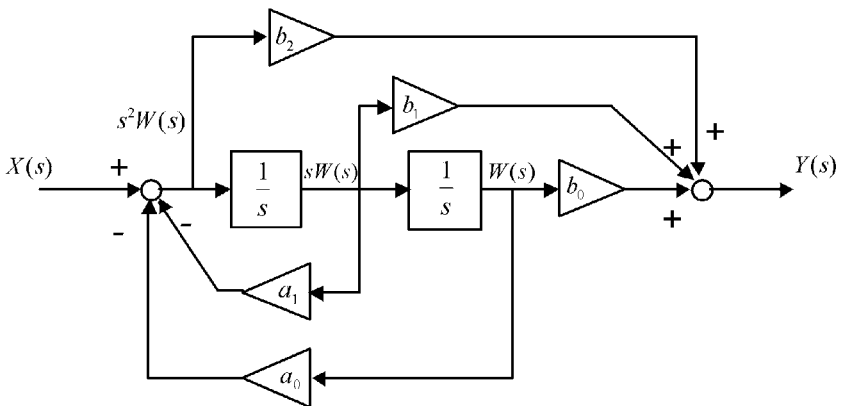 b₂
b₁
s²W(s)
X(s) + 1/s sW(s) 1/s W(s) b₀ + + + Y(s)
- -
a₁
a₀